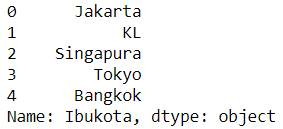 0 Jakarta
1 KL
2 Singapura
3 Tokyo
4 Bangkok
Name: Ibukota, dtype: object